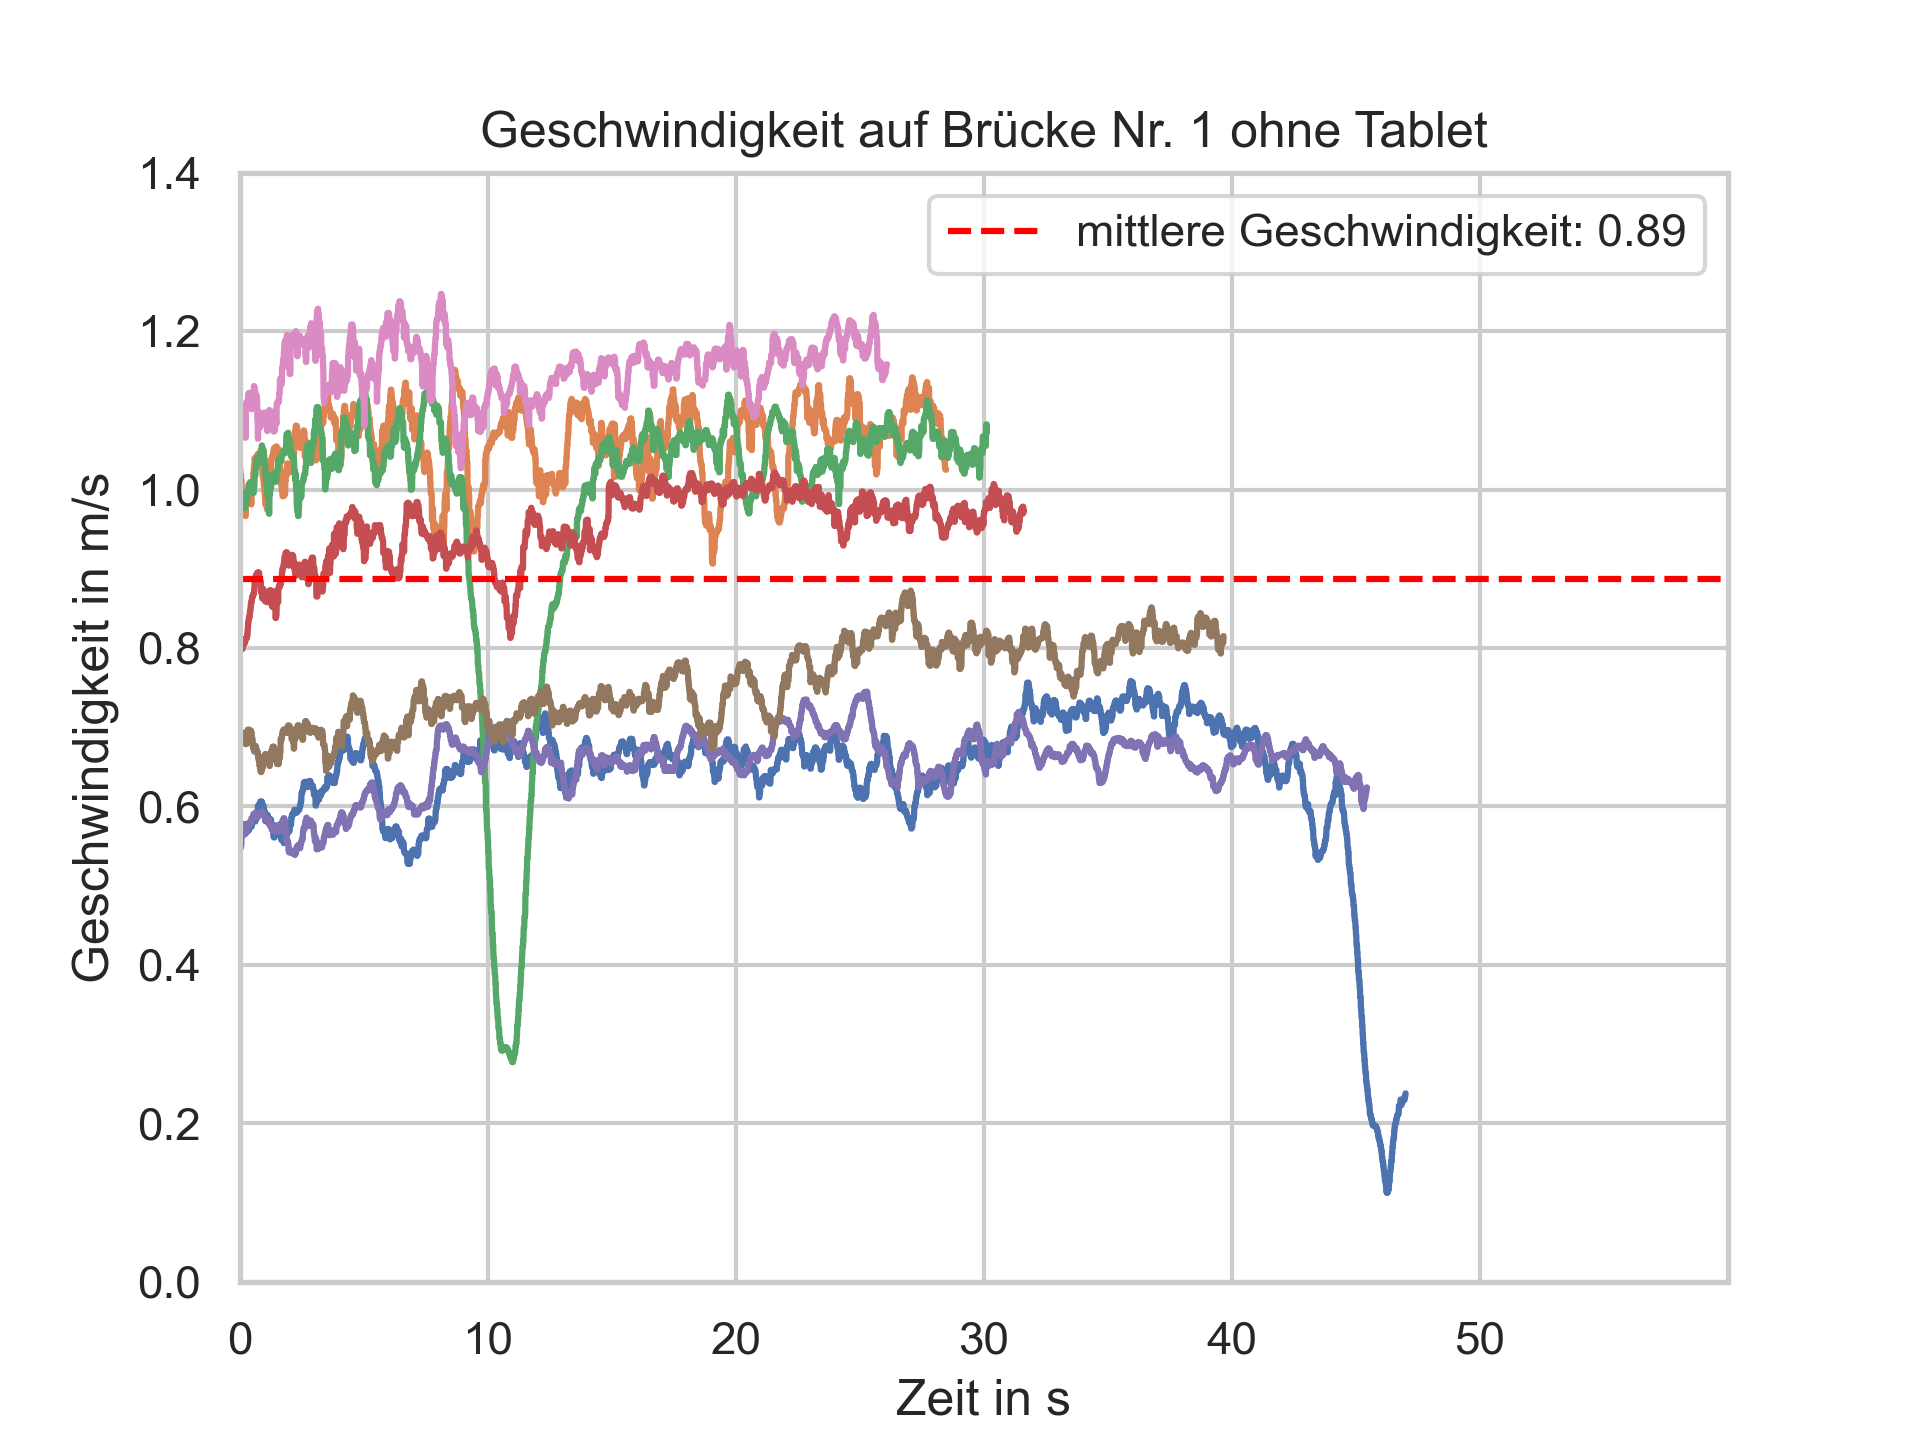 Geschwindigkeit auf Brücke Nr. 1 ohne Tablet
mittlere Geschwindigkeit: 0.89
Geschwindigkeit in m/s
1.4
1.2
1.0
0.8
0.6
0.4
0.2
0.0
0 10 20 30 40 50
Zeit in s